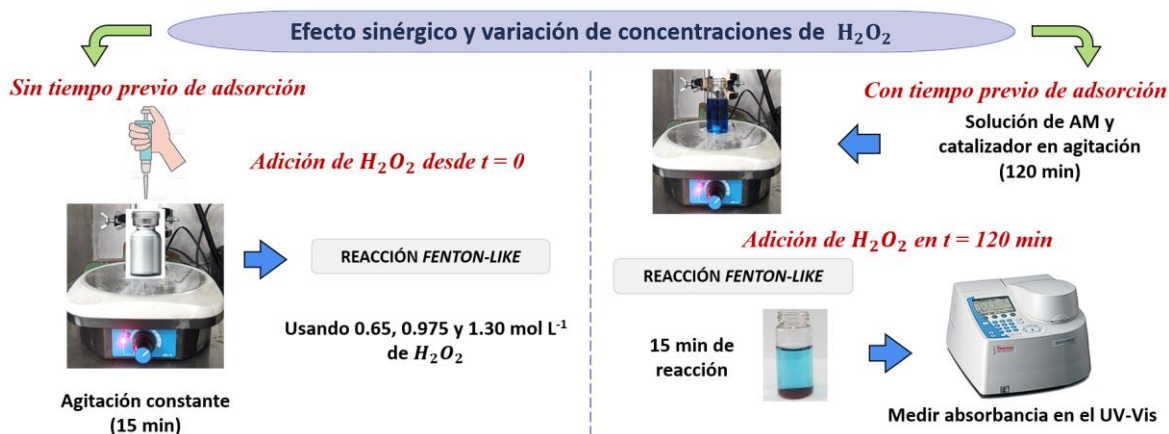 Efecto sinérgico y variación de concentraciones de H₂O₂
Sin tiempo previo de adsorción
Adición de H₂O₂ desde t = 0
REACCIÓN FENTON-LIKE
Usando 0.65, 0.975 y 1.30 mol L⁻¹
de H₂O₂
Agitación constante
(15 min)
Con tiempo previo de adsorción
Solución de AM y
catalizador en agitación
(120 min)
Adición de H₂O₂ en t = 120 min
REACCIÓN FENTON-LIKE
15 min de
reacción
Medir absorbancia en el UV-Vis